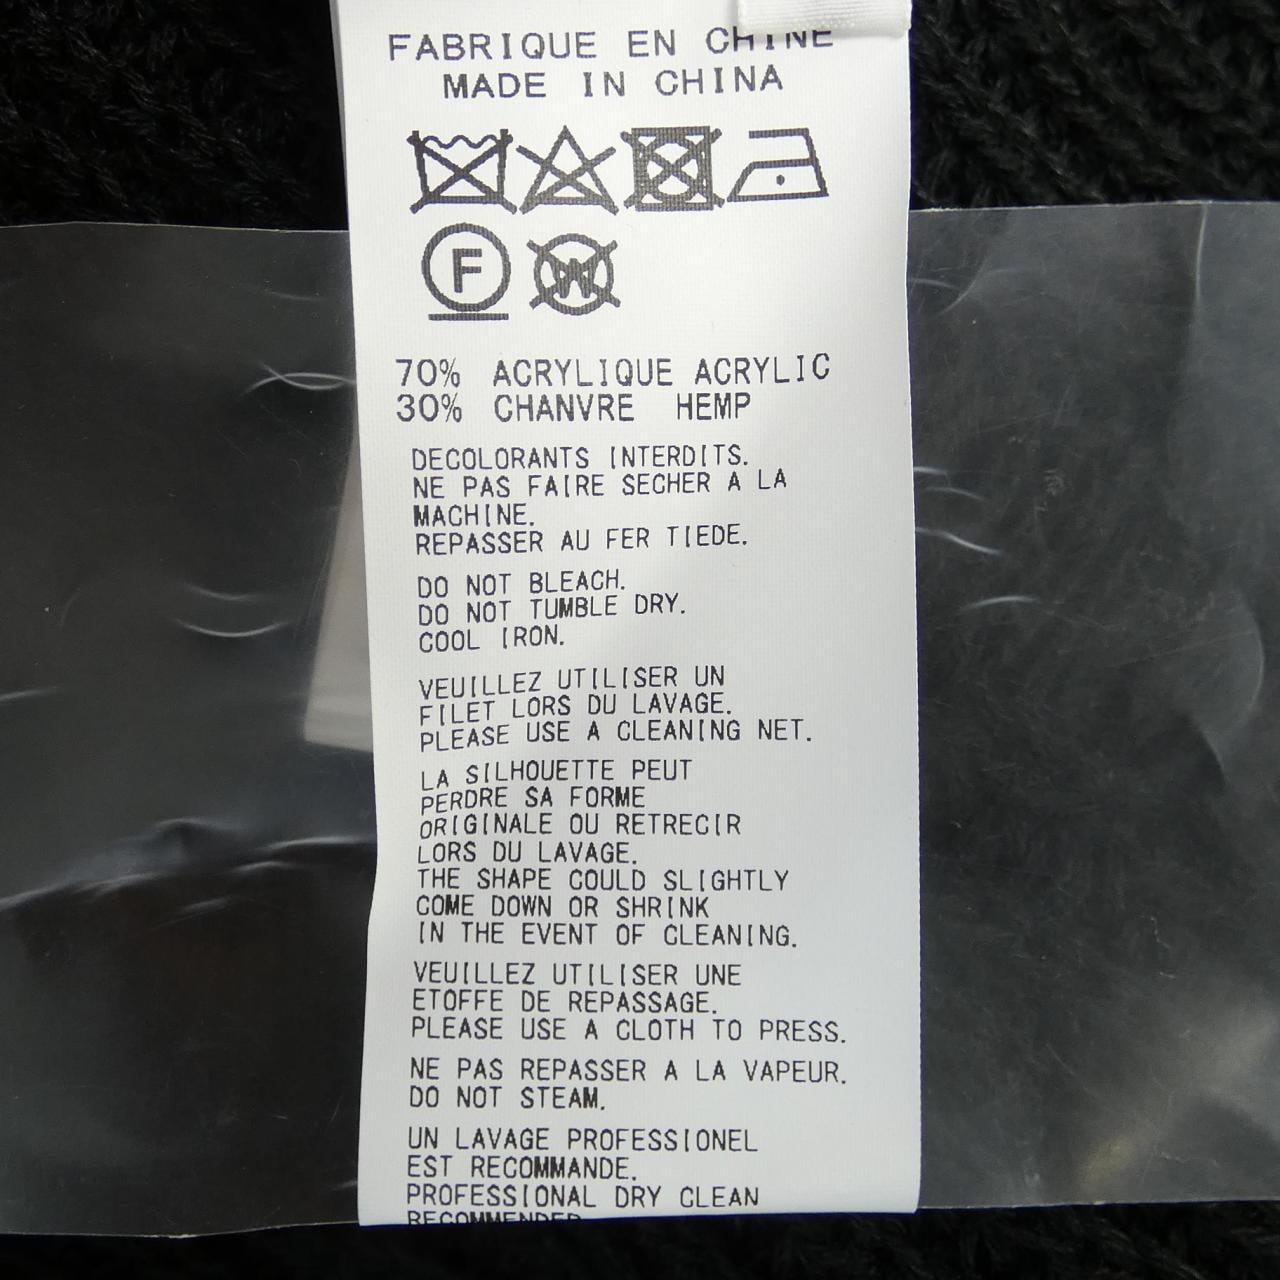 FABRIQUE EN CHINE
MADE IN CHINA
F W
70% ACRYLIQUE ACRYLIC
30% CHANVRE HEMP
DECOLORANTS INTERDITS.
NE PAS FAIRE SECHER A LA
MACHINE.
REPASSER AU FER TIEDE.
DO NOT BLEACH.
DO NOT TUMBLE DRY.
COOL IRON.
VEUILLEZ UTILISER UN
FILET LORS DU LAVAGE.
PLEASE USE A CLEANING NET.
LA SILHOUETTE PEUT
PERDRE SA FORME
ORIGINALE OU RETRECIR
LORS DU LAVAGE.
THE SHAPE COULD SLIGHTLY
COME DOWN OR SHRINK
IN THE EVENT OF CLEANING.
VEUILLEZ UTILISER UNE
ETOFFE DE REPASSAGE.
PLEASE USE A CLOTH TO PRESS.
NE PAS REPASSER A LA VAPEUR.
DO NOT STEAM.
UN LAVAGE PROFESSIONEL
EST RECOMMANDE.
PROFESSIONAL DRY CLEAN
RECOMMENDED